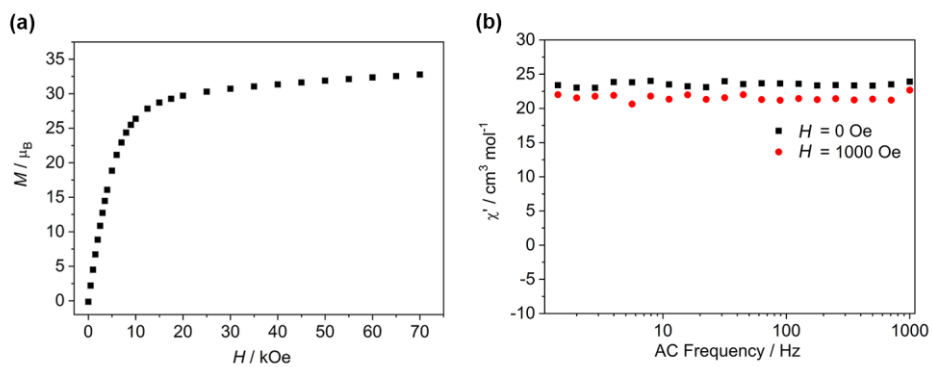 (a)
35
30
25
20
15
10
5
0
M / μB
0 10 20 30 40 50 60 70
H / kOe
(b)
30
25
20
15
10
5
0
-5
-10
χ' / cm³ mol⁻¹
H = 0 Oe
H = 1000 Oe
10 100 1000
AC Frequency / Hz